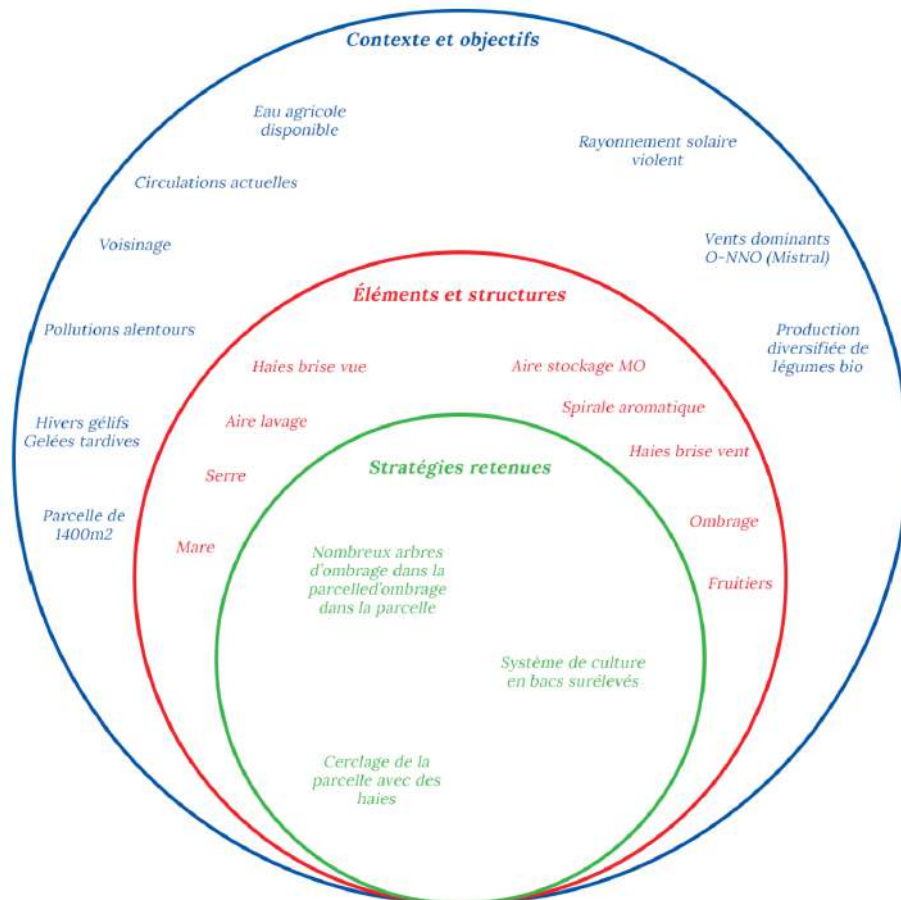 Contexte et objectifs
Eau agricole
disponible
Rayonnement solaire
violent
Circulations actuelles
Voisinage
Vents dominants
O-NNO (Mistral)
Pollutions alentours
Production
diversifiée de
légumes bio
Hivers gélifs
Gelées tardives
Parcelle de
1400m2
Éléments et structures
Haies brise vue
Aire stockage MO
Aire lavage
Spirale aromatique
Serre
Haies brise vent
Mare
Ombrage
Fruitiers
Stratégies retenues
Nombreux arbres
d'ombrage dans la
parcelled'ombrage
dans la parcelle
Système de culture
en bacs surélevés
Cerclage de la
parcelle avec des
haies